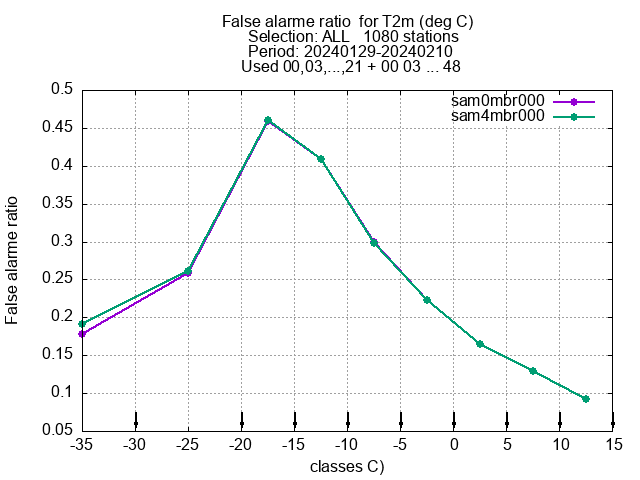 False alarme ratio  for T2m (deg C)
Selection: ALL   1080 stations
Period: 20240129-20240210
Used 00,03,...,21 + 00 03 ... 48
sam0mbr000
sam4mbr000
0.5
0.45
0.4
0.35
0.3
0.25
0.2
0.15
0.1
0.05
False alarme ratio
-35 -30 -20 -15 -10 -5 0 5 10 15
classes C)